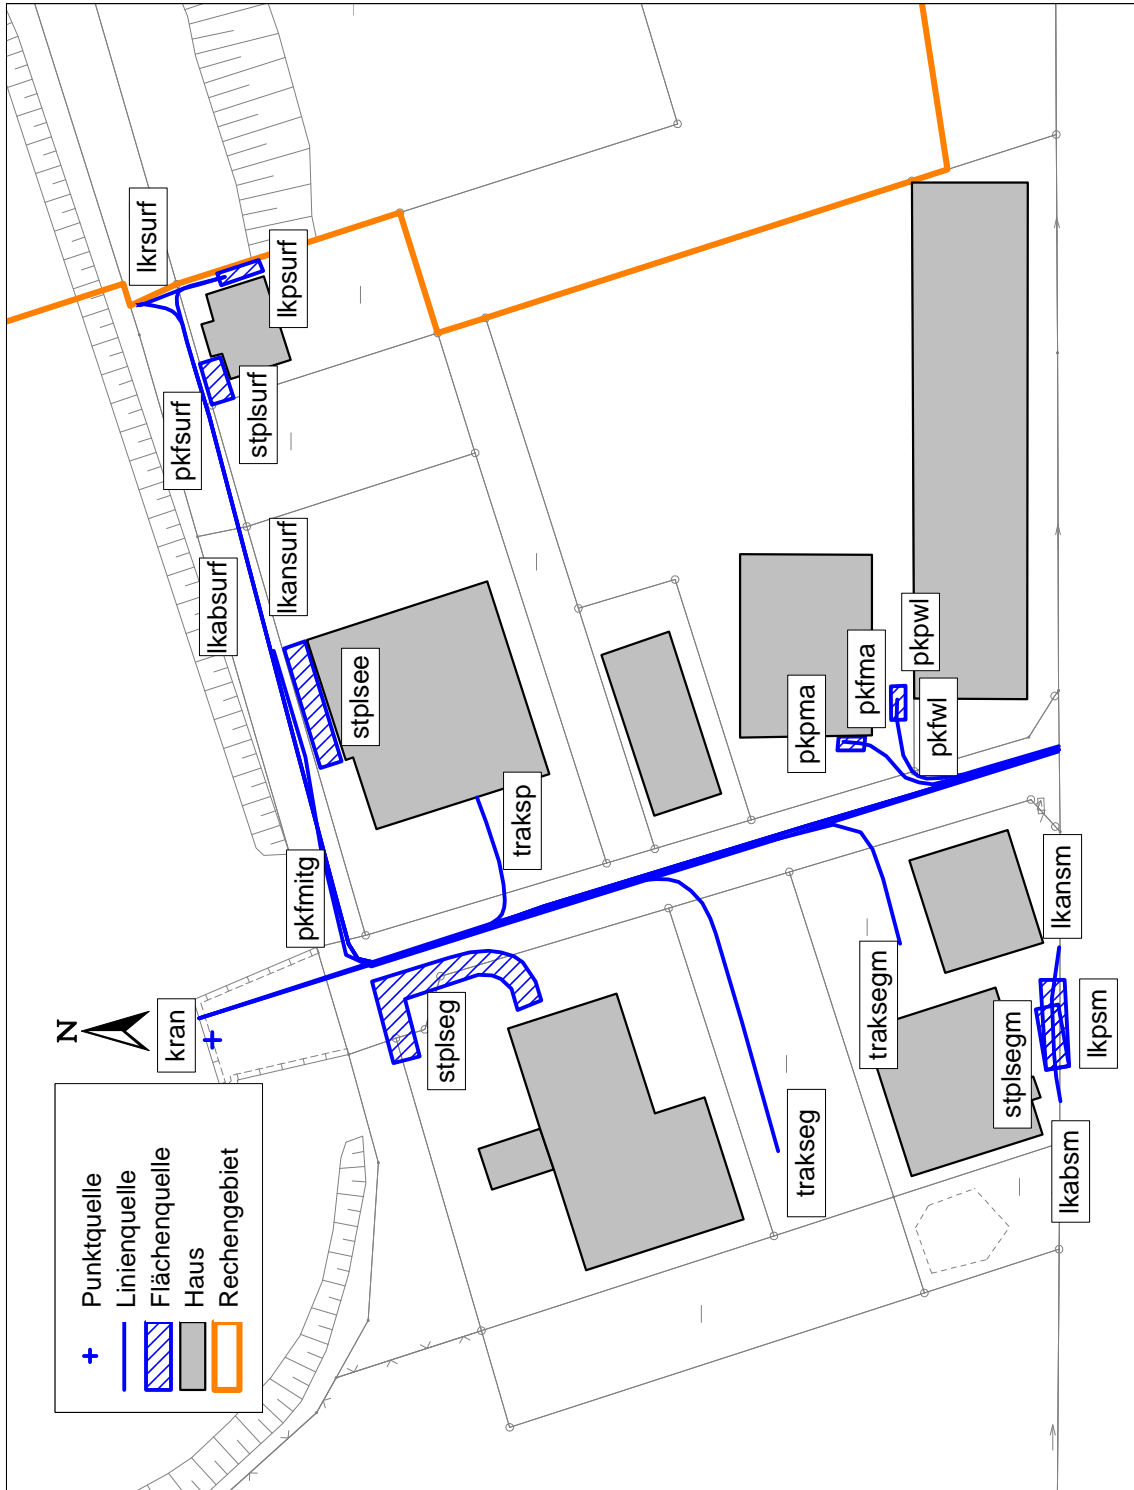 N
Punktquelle
Linienquelle
Flächenquelle
Haus
Rechengebiet
kran
pkfmitg
lkabsurf
pkfsurf
lkrsurf
lkansurf
stplsurf
lkpsurf
stplsee
stplseg
traksp
trakseg
traksegm
pkpma
pkfma
pkpwl
pkfwl
stplsegm
lkansm
lkpsm
lkabsm